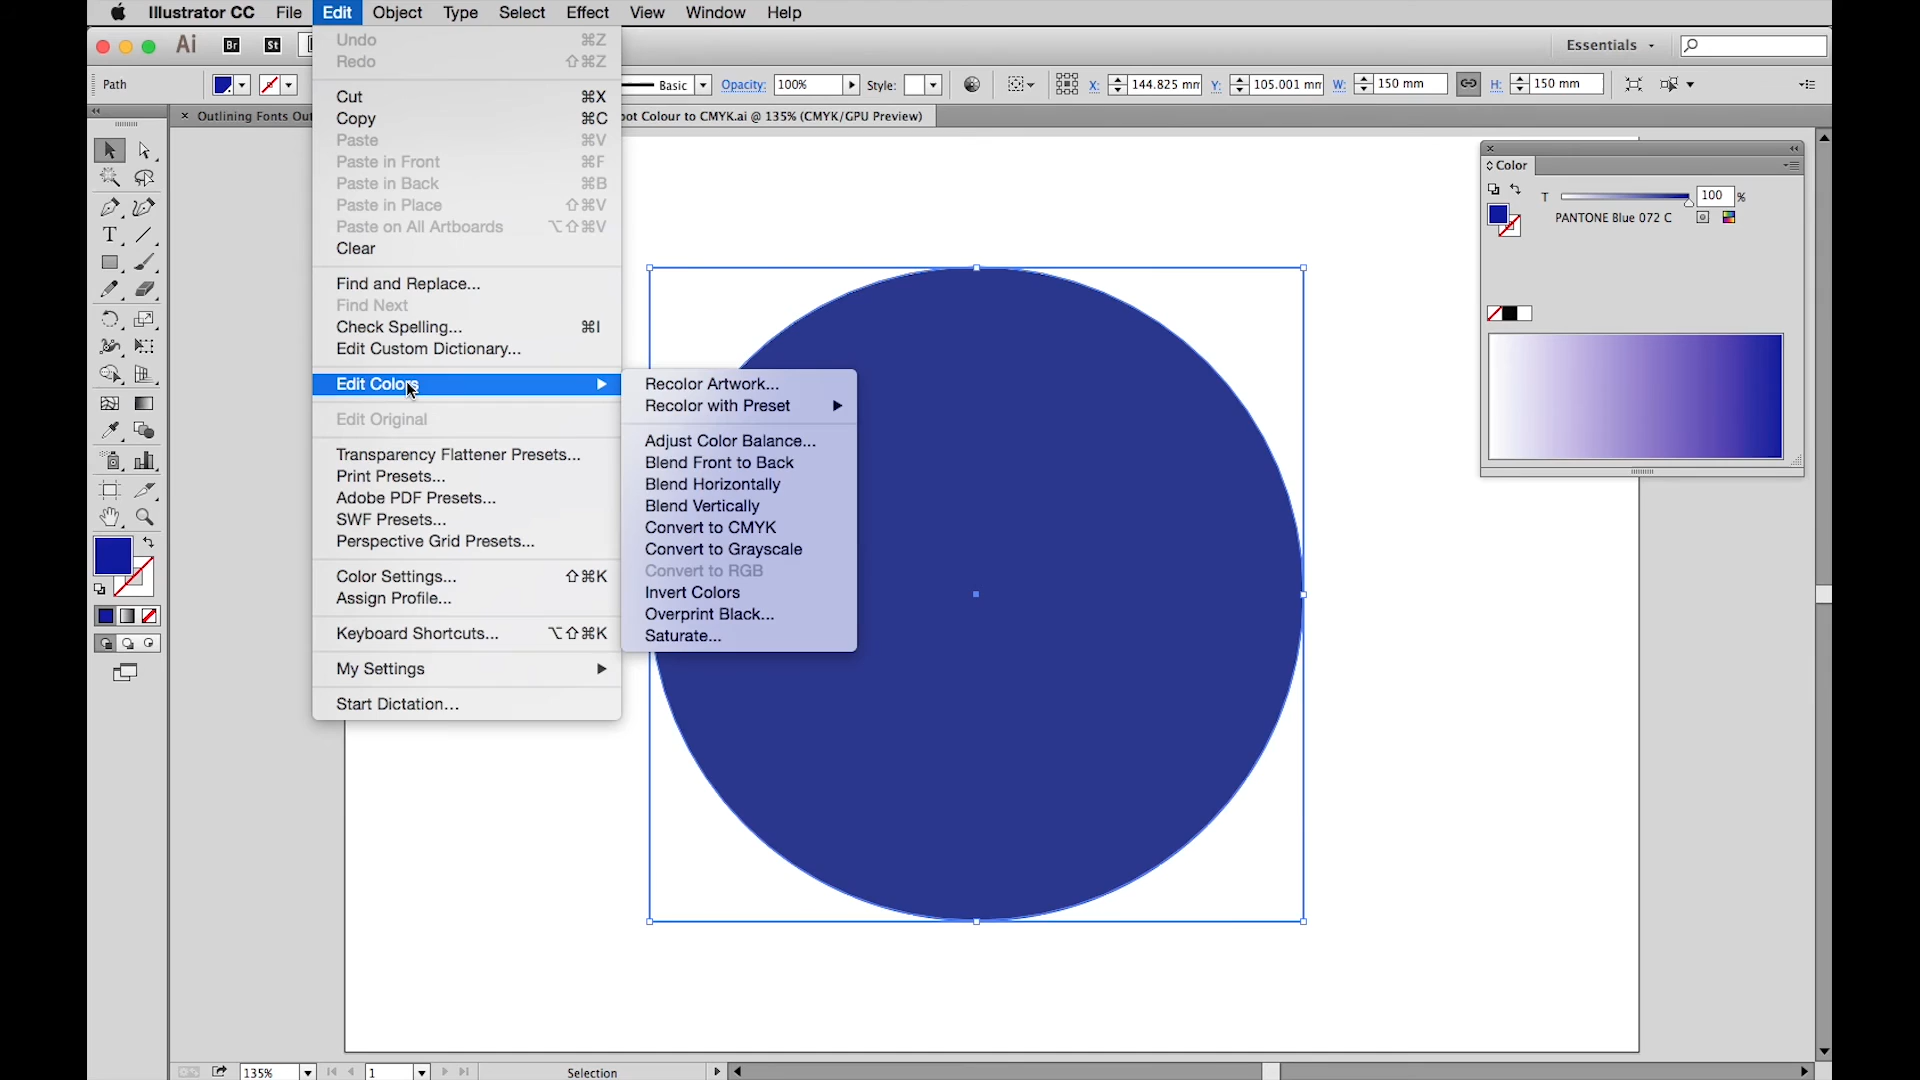 Illustrator CC File Edit Object Type Select Effect View Window Help
Ai Br St Essentials
Path Basic Opacity: 100% Style: X: 144.825 mm Y: 105.001 mm W: 150 mm H: 150 mm
× Outlining Fonts Out
oot Colour to CMYK.ai @ 135% (CMYK/GPU Preview)
Undo ⌘Z
Redo ⇧⌘Z
Cut ⌘X
Copy ⌘C
Paste ⌘V
Paste in Front ⌘F
Paste in Back ⌘B
Paste in Place ⇧⌘V
Paste on All Artboards ⌥⇧⌘V
Clear
Find and Replace...
Find Next
Check Spelling... ⌘I
Edit Custom Dictionary...
Edit Colors
Edit Original
Transparency Flattener Presets...
Print Presets...
Adobe PDF Presets...
SWF Presets...
Perspective Grid Presets...
Color Settings... ⇧⌘K
Assign Profile...
Keyboard Shortcuts... ⌥⇧⌘K
My Settings
Start Dictation...
Recolor Artwork...
Recolor with Preset
Adjust Color Balance...
Blend Front to Back
Blend Horizontally
Blend Vertically
Convert to CMYK
Convert to Grayscale
Convert to RGB
Invert Colors
Overprint Black...
Saturate...
Color
T 100 %
PANTONE Blue 072 C
135% 1 Selection